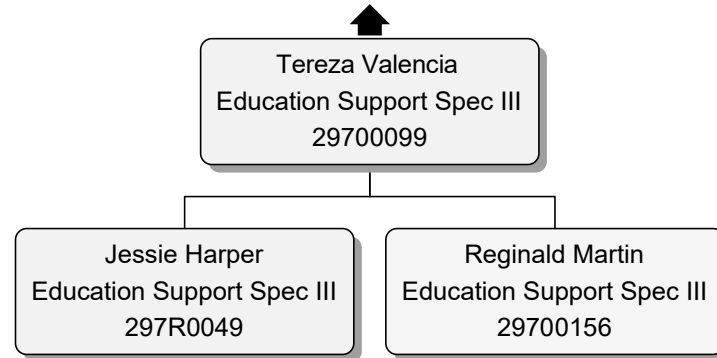 Tereza Valencia
Education Support Spec III
29700099
Jessie Harper
Education Support Spec III
297R0049
Reginald Martin
Education Support Spec III
29700156